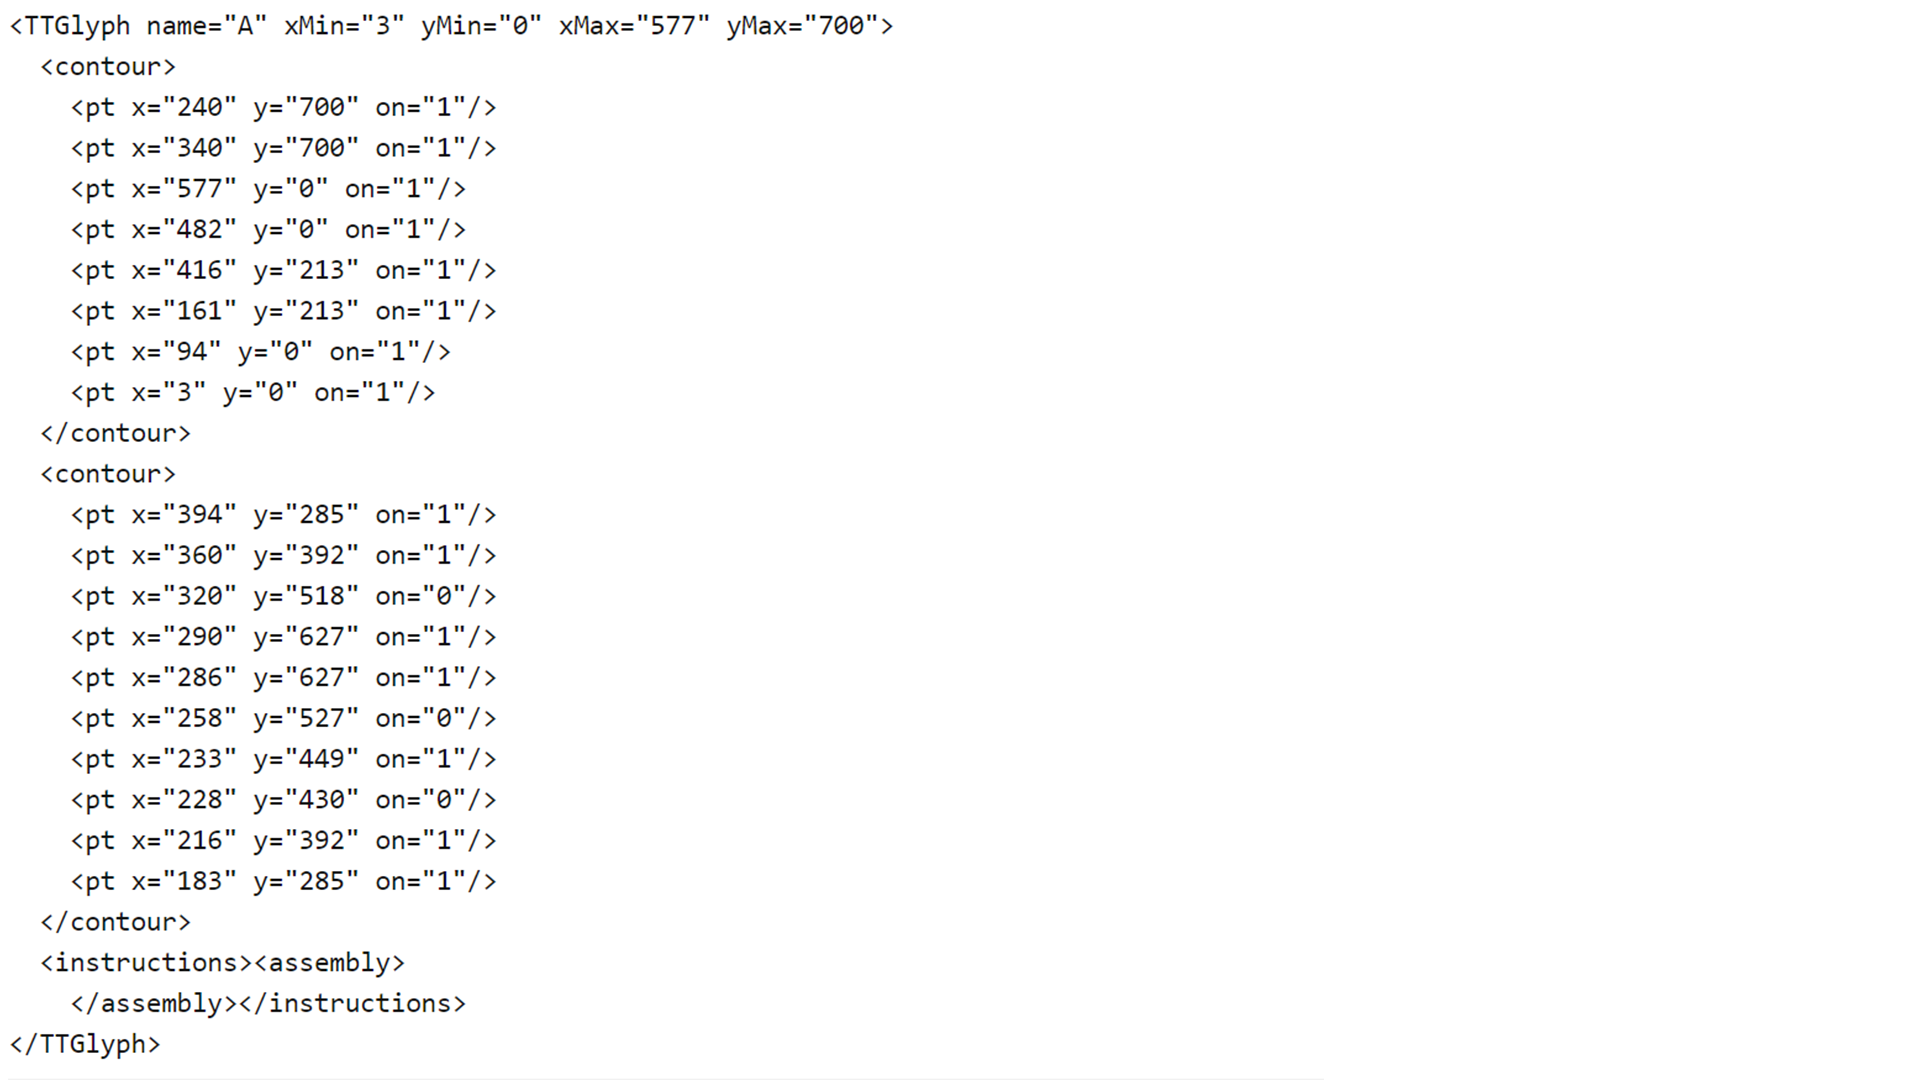 <TTGlyph name="A" xMin="3" yMin="0" xMax="577" yMax="700">
  <contour>
    <pt x="240" y="700" on="1"/>
    <pt x="340" y="700" on="1"/>
    <pt x="577" y="0" on="1"/>
    <pt x="482" y="0" on="1"/>
    <pt x="416" y="213" on="1"/>
    <pt x="161" y="213" on="1"/>
    <pt x="94" y="0" on="1"/>
    <pt x="3" y="0" on="1"/>
  </contour>
  <contour>
    <pt x="394" y="285" on="1"/>
    <pt x="360" y="392" on="1"/>
    <pt x="320" y="518" on="0"/>
    <pt x="290" y="627" on="1"/>
    <pt x="286" y="627" on="1"/>
    <pt x="258" y="527" on="0"/>
    <pt x="233" y="449" on="1"/>
    <pt x="228" y="430" on="0"/>
    <pt x="216" y="392" on="1"/>
    <pt x="183" y="285" on="1"/>
  </contour>
  <instructions><assembly>
    </assembly></instructions>
</TTGlyph>